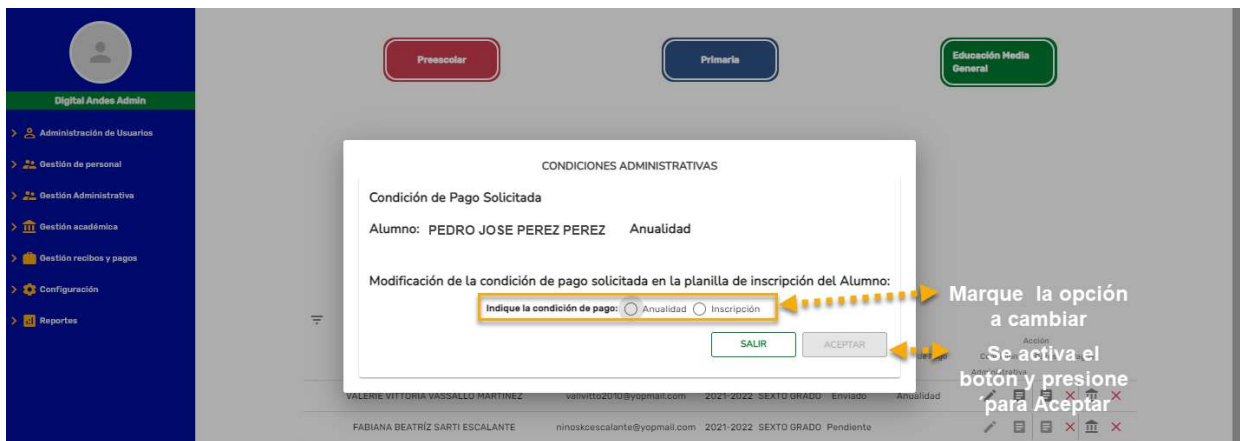 Preescolar
Primaria
Educación Media
General
Digital Andes Admin
Administración de Usuarios
Gestión de personal
Gestión Administrativa
Gestión académica
Gestión recibos y pagos
Configuración
Reportes
CONDICIONES ADMINISTRATIVAS
Condición de Pago Solicitada
Alumno: PEDRO JOSE PEREZ PEREZ Anualidad
Modificación de la condición de pago solicitada en la planilla de inscripción del Alumno:
Indique la condición de pago: Anualidad Inscripción
SALIR ACEPTAR
Marque la opción
a cambiar
Se activa el
botón y presione
´para Aceptar
Acción
Administrativa
VALERIE VITTORIA VASSALLO MARTINEZ valivitto2010@yopmail.com 2021-2022 SEXTO GRADO Enviado Anualidad
FABIANA BEATRÍZ SARTI ESCALANTE ninoskcescalante@yopmail.com 2021-2022 SEXTO GRADO Pendiente